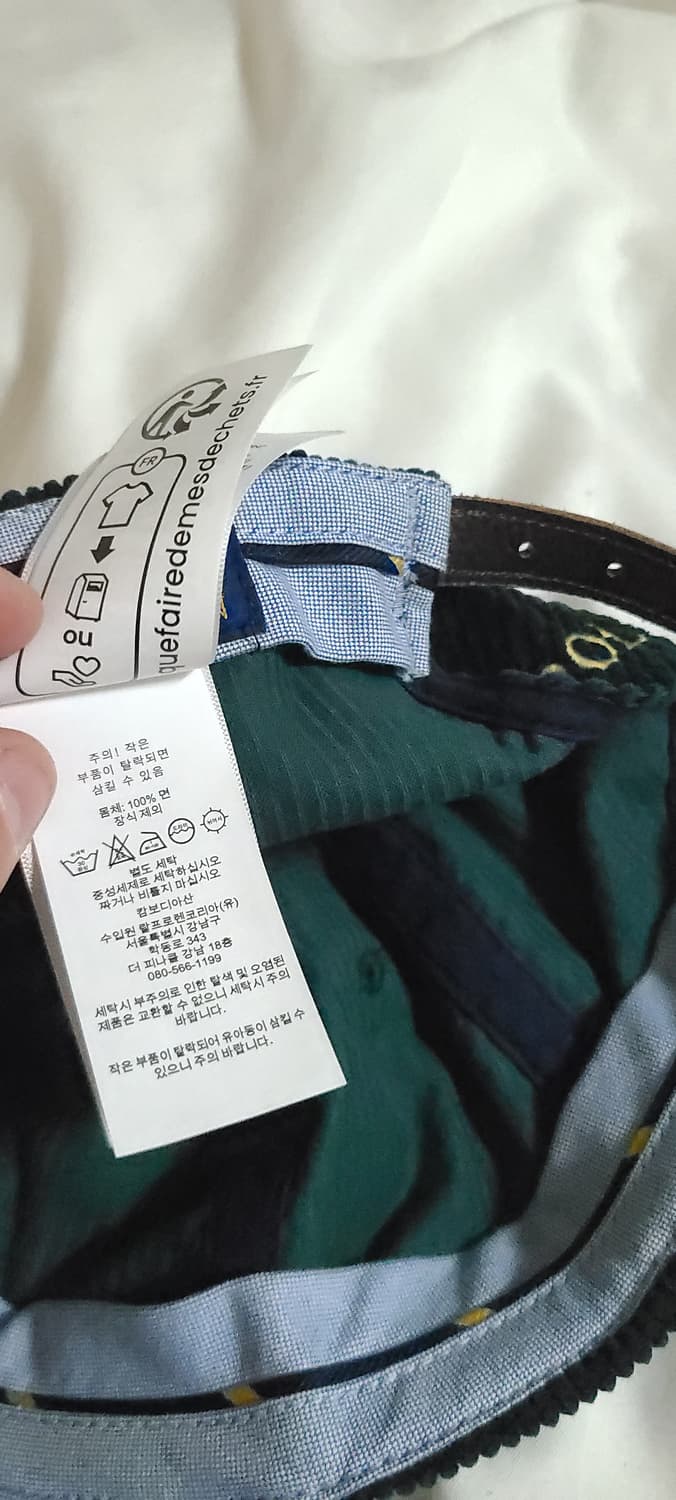 quefairedemesdechets.fr
FR
OU
주의! 작은
부품이 탈락되면
삼킬 수 있음
몸체: 100% 면
장식 제외
별도 세탁
중성세제로 세탁하십시오
짜거나 비틀지 마십시오
캄보디아산
수입원 랄프로렌코리아(유)
서울특별시 강남구
학동로 343
더 피나클 강남 18층
080-566-1199
세탁시 부주의로 인한 탈색 및 오염된
제품은 교환할 수 없으니 세탁시 주의
바랍니다.
작은 부품이 탈락되어 유아동이 삼킬 수
있으니 주의 바랍니다.